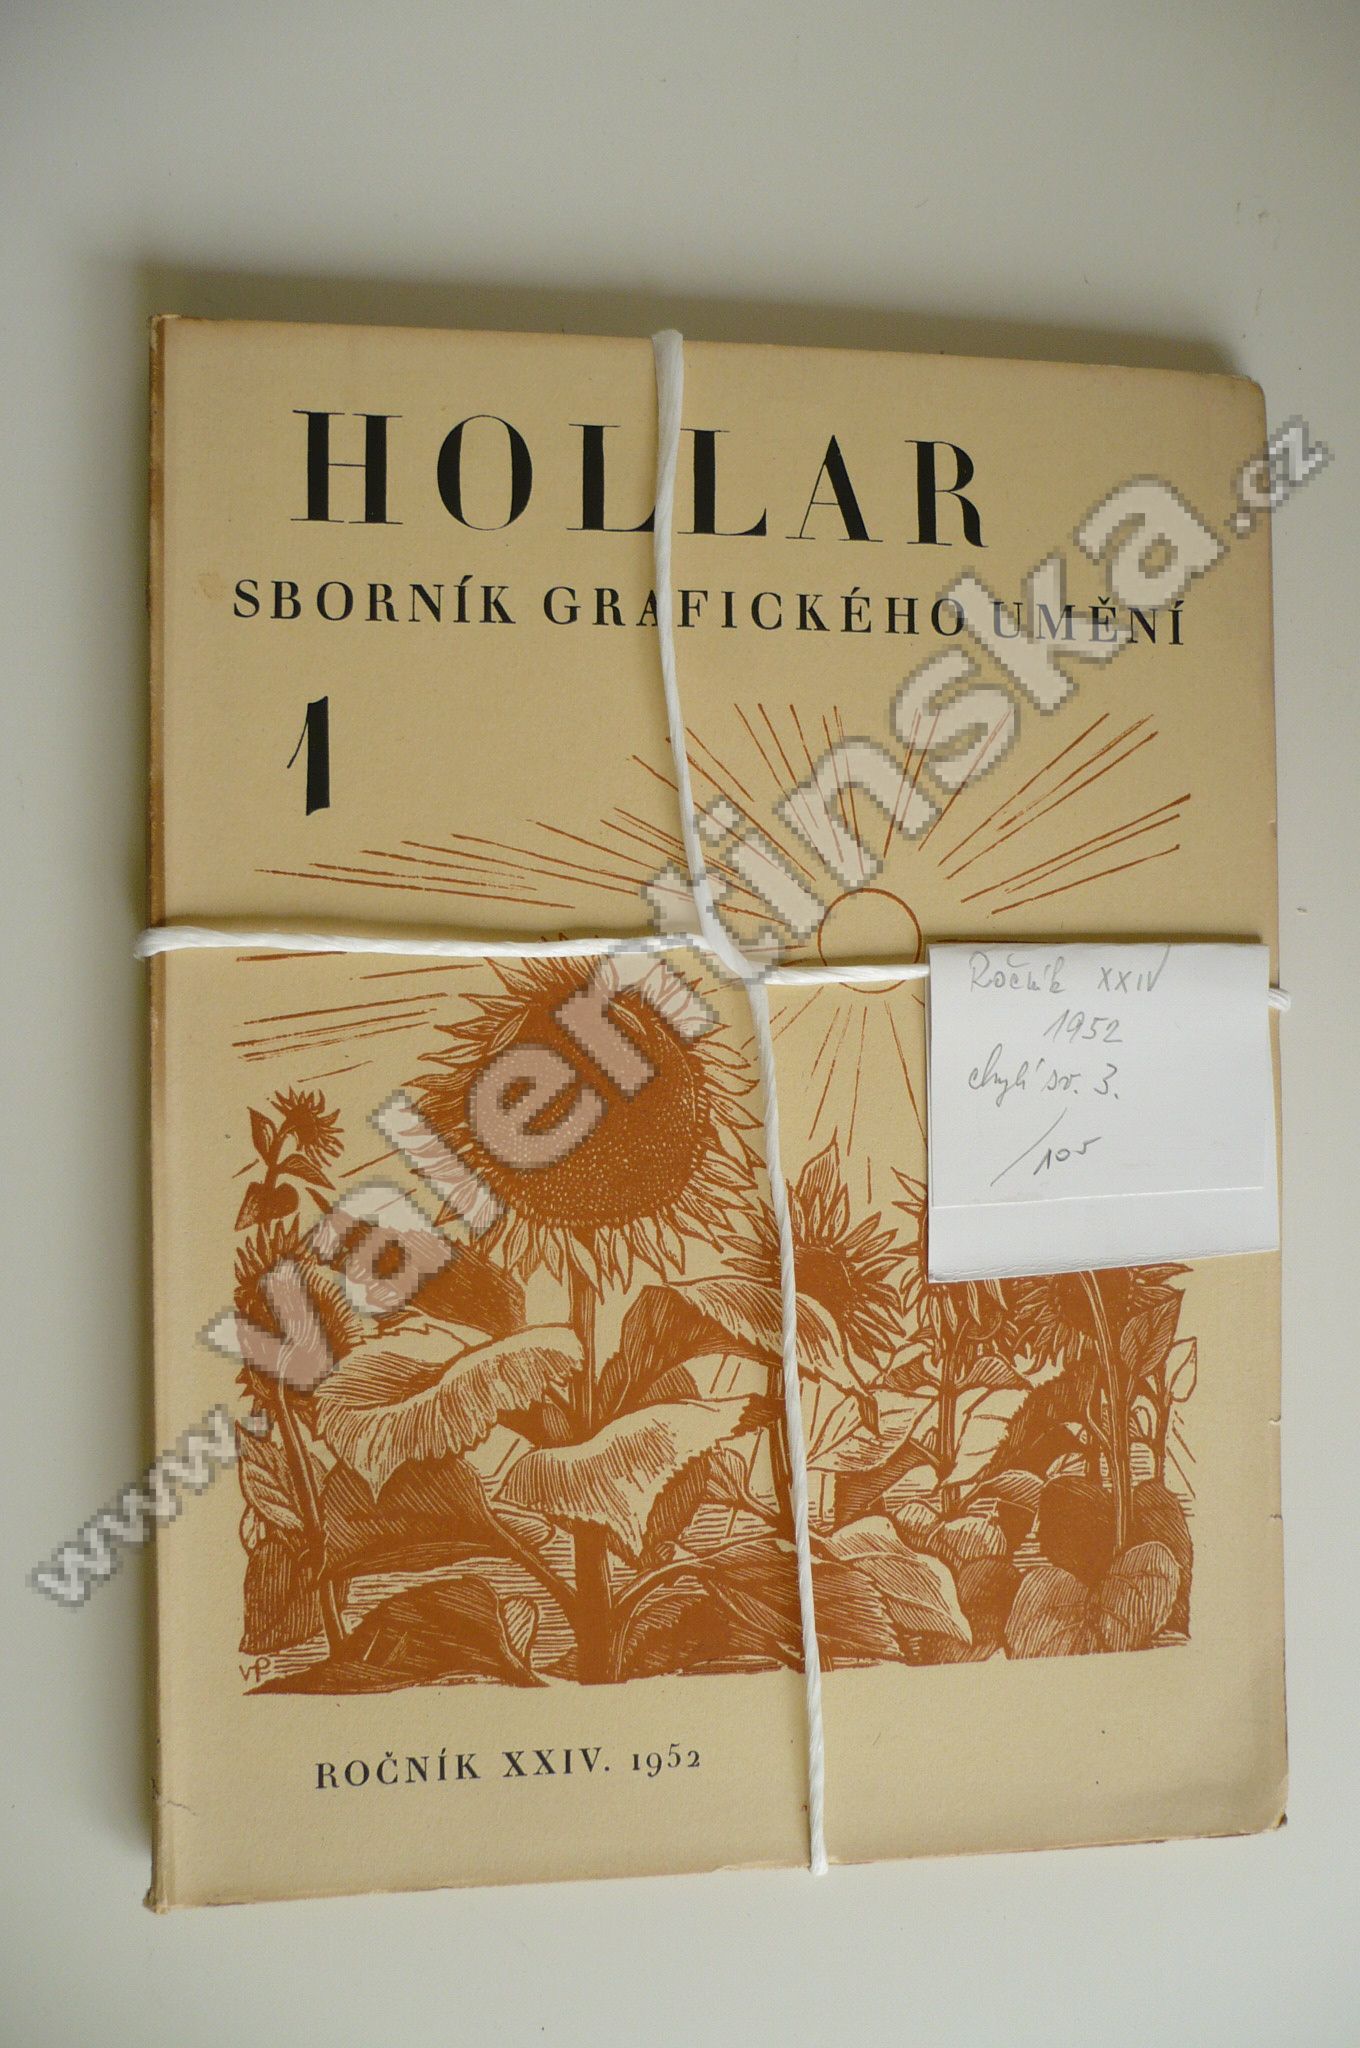 HOLLAR
SBORNÍK GRAFICKÉHO UMĚNÍ
1
Ročník XXIV
1952
chybí sv. 3.
/105
VP
ROČNÍK XXIV. 1952
www.valentinska.cz